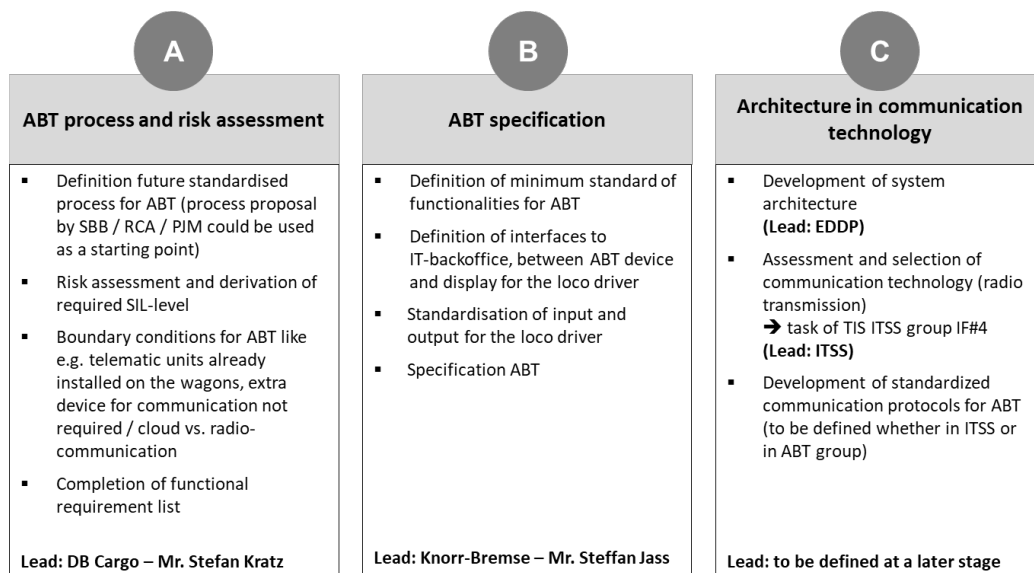 A
ABT process and risk assessment
▪ Definition future standardised
process for ABT (process proposal
by SBB / RCA / PJM could be used
as a starting point)
▪ Risk assessment and derivation of
required SIL-level
▪ Boundary conditions for ABT like
e.g. telematic units already
installed on the wagons, extra
device for communication not
required / cloud vs. radio-
communication
▪ Completion of functional
requirement list
Lead: DB Cargo – Mr. Stefan Kratz
B
ABT specification
▪ Definition of minimum standard of
functionalities for ABT
▪ Definition of interfaces to
IT-backoffice, between ABT device
and display for the loco driver
▪ Standardisation of input and
output for the loco driver
▪ Specification ABT
Lead: Knorr-Bremse – Mr. Steffan Jass
C
Architecture in communication
technology
▪ Development of system
architecture
(Lead: EDDP)
▪ Assessment and selection of
communication technology (radio
transmission)
➔ task of TIS ITSS group IF#4
(Lead: ITSS)
▪ Development of standardized
communication protocols for ABT
(to be defined whether in ITSS or
in ABT group)
Lead: to be defined at a later stage